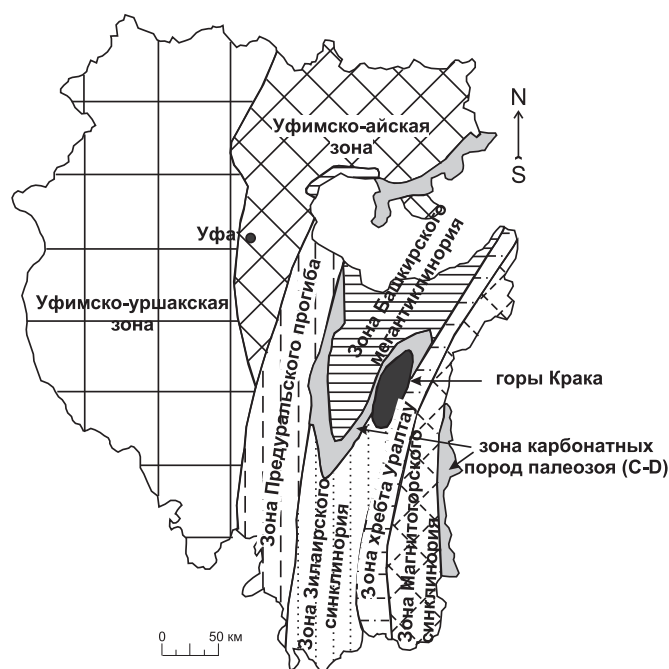 N
S
Уфимско-айская
зона
Уфа
Уфимско-уршакская
зона
Зона Башкирского
мегантиклинория
Зона Предуральского прогиба
горы Крака
зона карбонатных
пород палеозоя (C-D)
Зона Зилаирского
синклинория
Зона хребта Уралтау
Зона Магнитогорского
синклинория
0 50 км